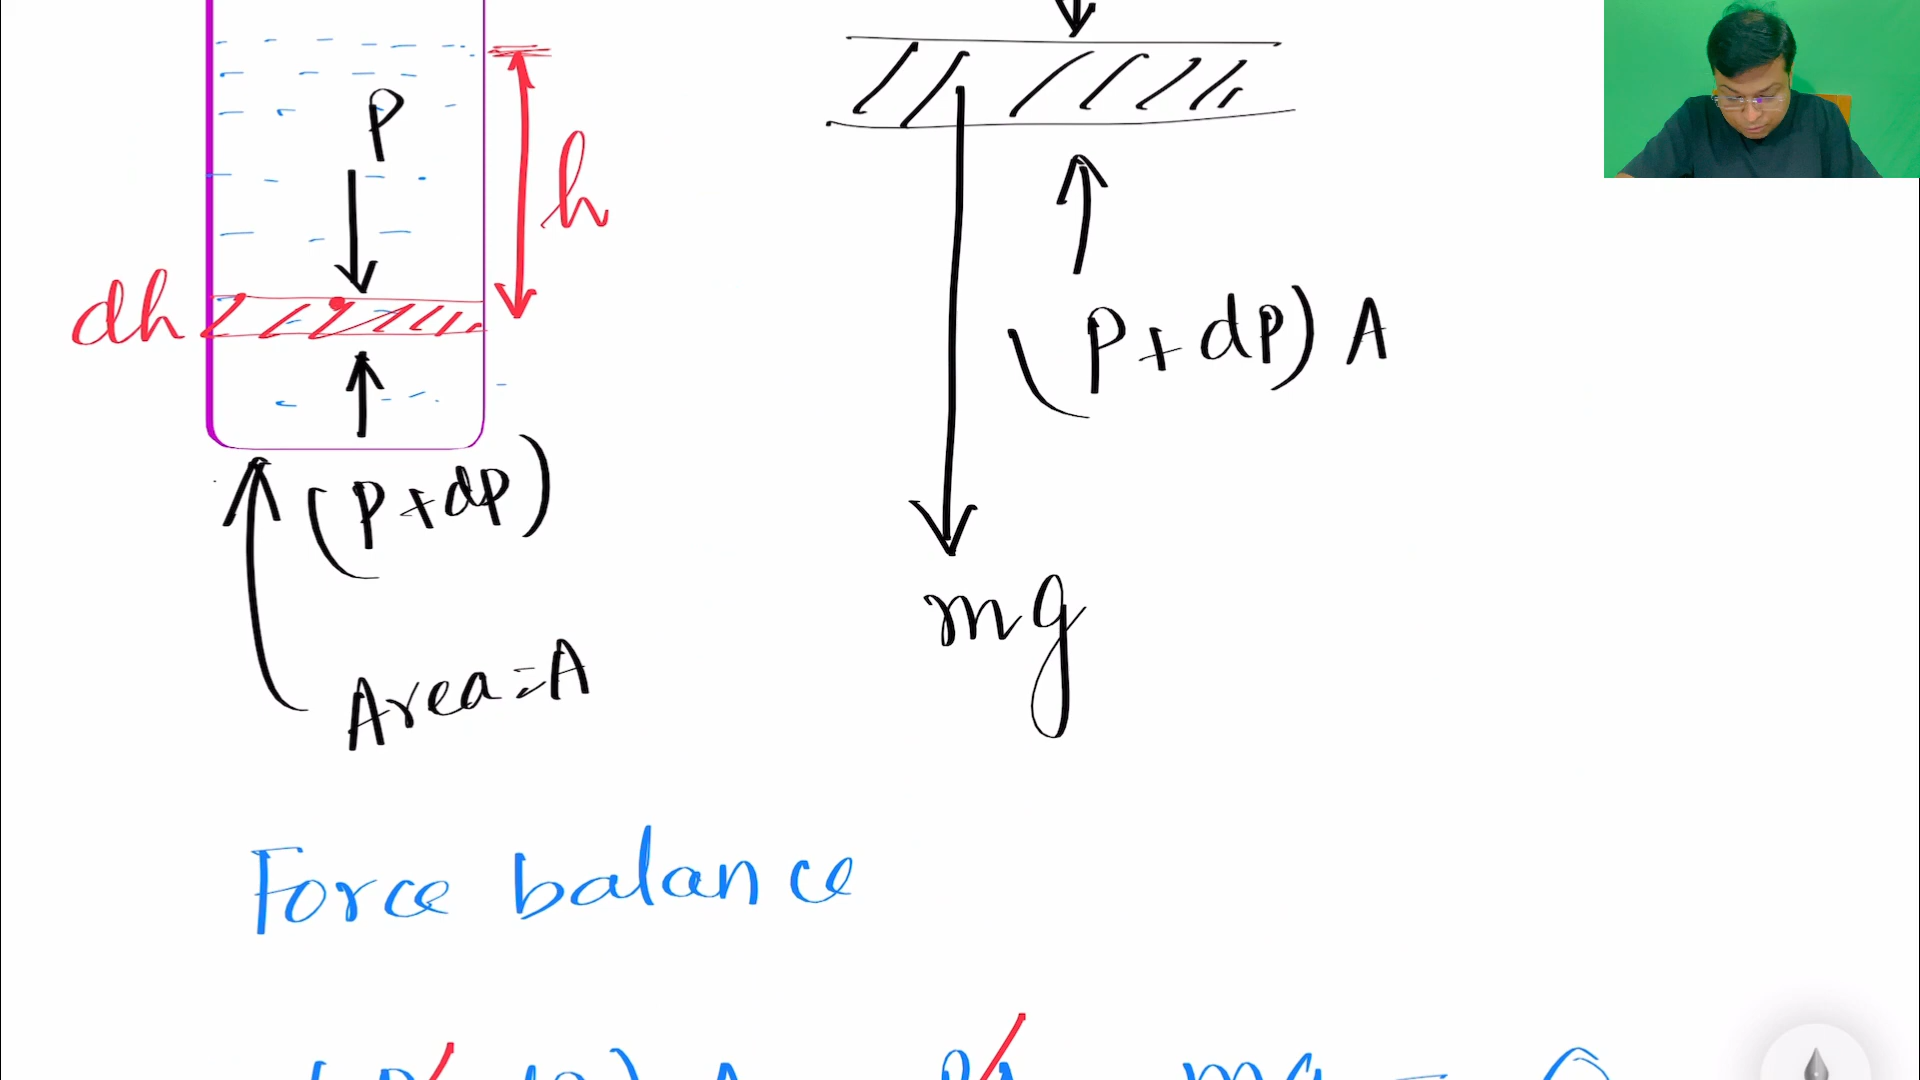 P
h
dh
(P+dp) A
(P+dp)
mg
Area=A
Force balance